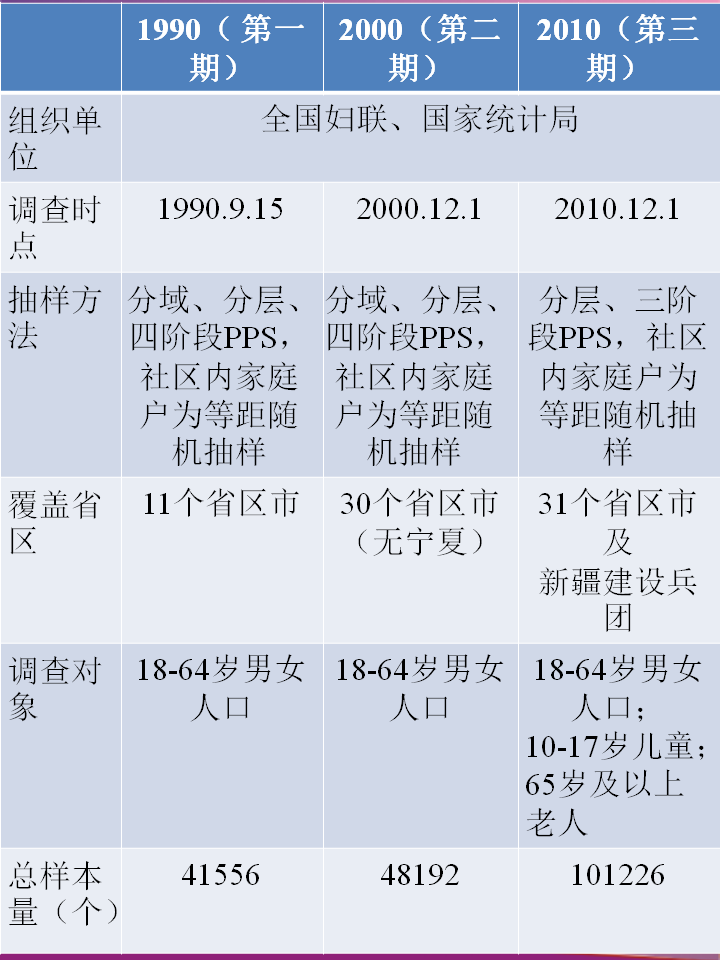 1990（ 第一
期）
2000（第二
期）
2010（第三
期）
组织单
位
全国妇联、国家统计局
调查时
点
1990.9.15
2000.12.1
2010.12.1
抽样方
法
分域、分层、
四阶段PPS，
社区内家庭
户为等距随
机抽样
分域、分层、
四阶段PPS，
社区内家庭
户为等距随
机抽样
分层、三阶
段PPS，社区
内家庭户为
等距随机抽
样
覆盖省
区
11个省区市
30个省区市
（无宁夏）
31个省区市
及
新疆建设兵
团
调查对
象
18-64岁男女
人口
18-64岁男女
人口
18-64岁男女
人口；
10-17岁儿童；
65岁及以上
老人
总样本
量（个）
41556
48192
101226